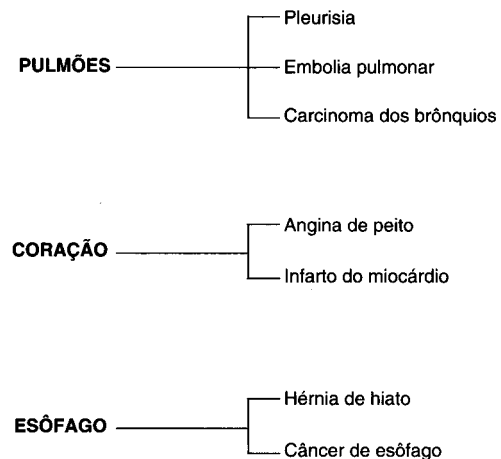 PULMÕES
Pleurisia
Embolia pulmonar
Carcinoma dos brônquios
CORAÇÃO
Angina de peito
Infarto do miocárdio
ESÔFAGO
Hérnia de hiato
Câncer de esôfago